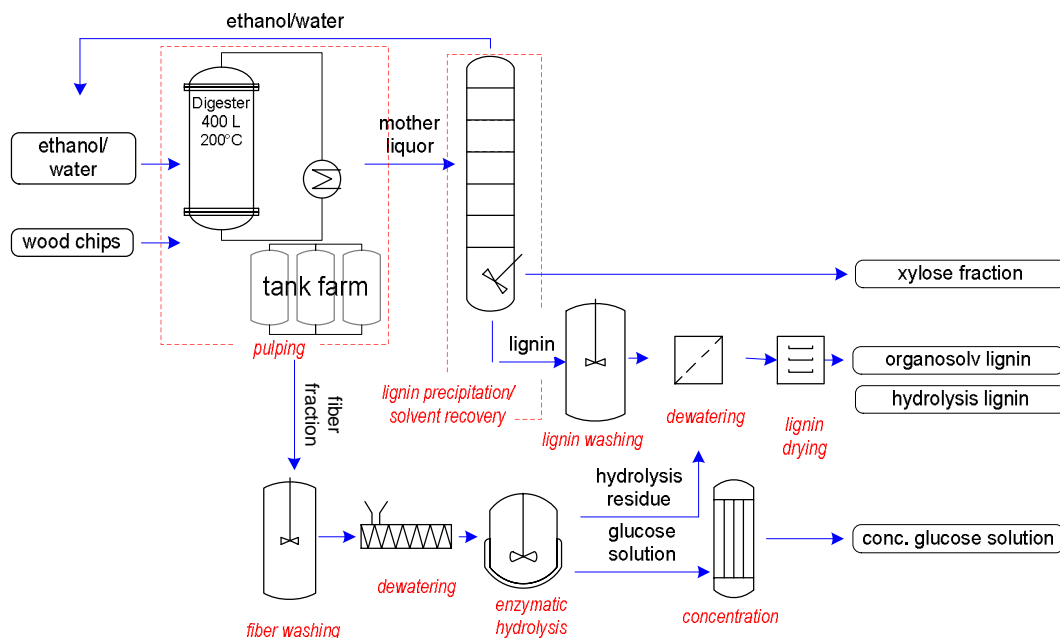 ethanol/water
Digester
400 L
200°C
mother
liquor
ethanol/
water
wood chips
tank farm
pulping
xylose fraction
lignin
organosolv lignin
hydrolysis lignin
lignin precipitation/
solvent recovery
lignin washing
dewatering
lignin
drying
fiber
fraction
hydrolysis
residue
glucose
solution
conc. glucose solution
dewatering
enzymatic
hydrolysis
concentration
fiber washing